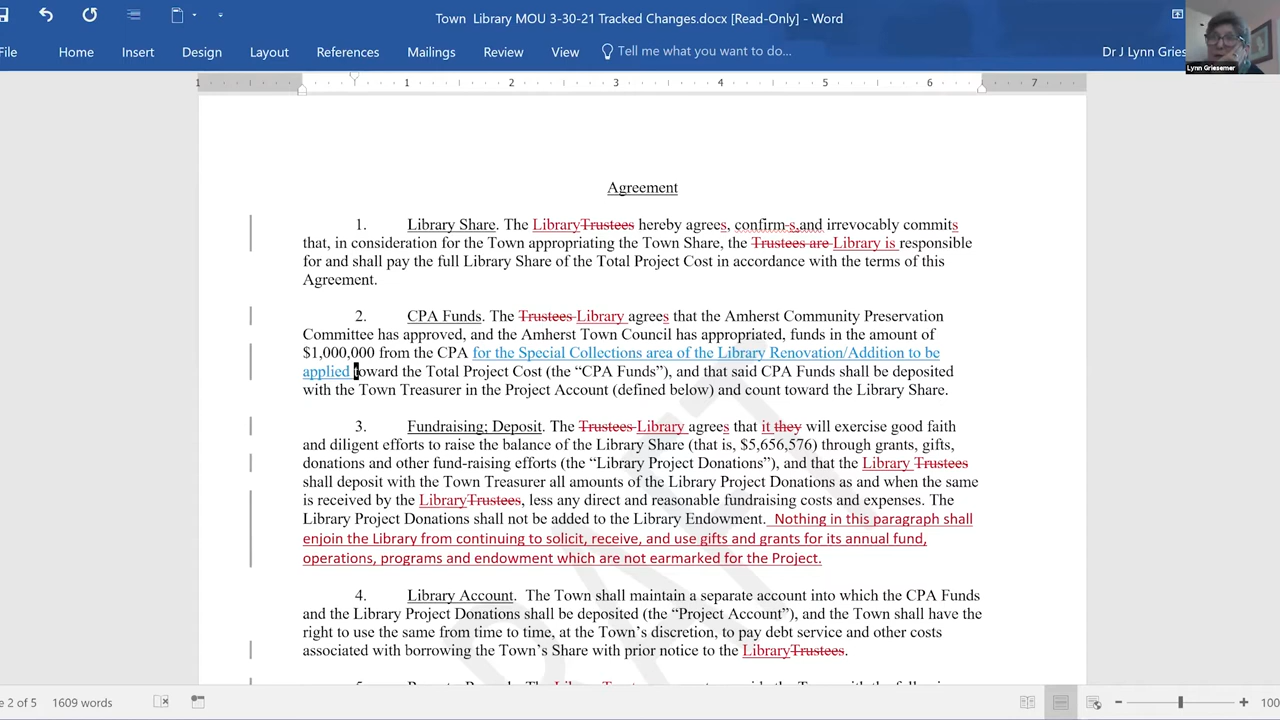 Town Library MOU 3-30-21 Tracked Changes.docx [Read-Only] - Word
File Home Insert Design Layout References Mailings Review View Tell me what you want to do... Dr J Lynn Gries
Lynn Griesemer
1 1 2 3 4 5 6 7
Agreement
1. Library Share. The LibraryTrustees hereby agrees, confirm s,and irrevocably commits
that, in consideration for the Town appropriating the Town Share, the Trustees are Library is responsible
for and shall pay the full Library Share of the Total Project Cost in accordance with the terms of this
Agreement.
2. CPA Funds. The Trustees Library agrees that the Amherst Community Preservation
Committee has approved, and the Amherst Town Council has appropriated, funds in the amount of
$1,000,000 from the CPA for the Special Collections area of the Library Renovation/Addition to be
applied toward the Total Project Cost (the “CPA Funds”), and that said CPA Funds shall be deposited
with the Town Treasurer in the Project Account (defined below) and count toward the Library Share.
3. Fundraising; Deposit. The Trustees Library agrees that it they will exercise good faith
and diligent efforts to raise the balance of the Library Share (that is, $5,656,576) through grants, gifts,
donations and other fund-raising efforts (the “Library Project Donations”), and that the Library Trustees
shall deposit with the Town Treasurer all amounts of the Library Project Donations as and when the same
is received by the LibraryTrustees, less any direct and reasonable fundraising costs and expenses. The
Library Project Donations shall not be added to the Library Endowment. Nothing in this paragraph shall
enjoin the Library from continuing to solicit, receive, and use gifts and grants for its annual fund,
operations, programs and endowment which are not earmarked for the Project.
4. Library Account. The Town shall maintain a separate account into which the CPA Funds
and the Library Project Donations shall be deposited (the “Project Account”), and the Town shall have the
right to use the same from time to time, at the Town’s discretion, to pay debt service and other costs
associated with borrowing the Town’s Share with prior notice to the LibraryTrustees.
e 2 of 5 1609 words 100